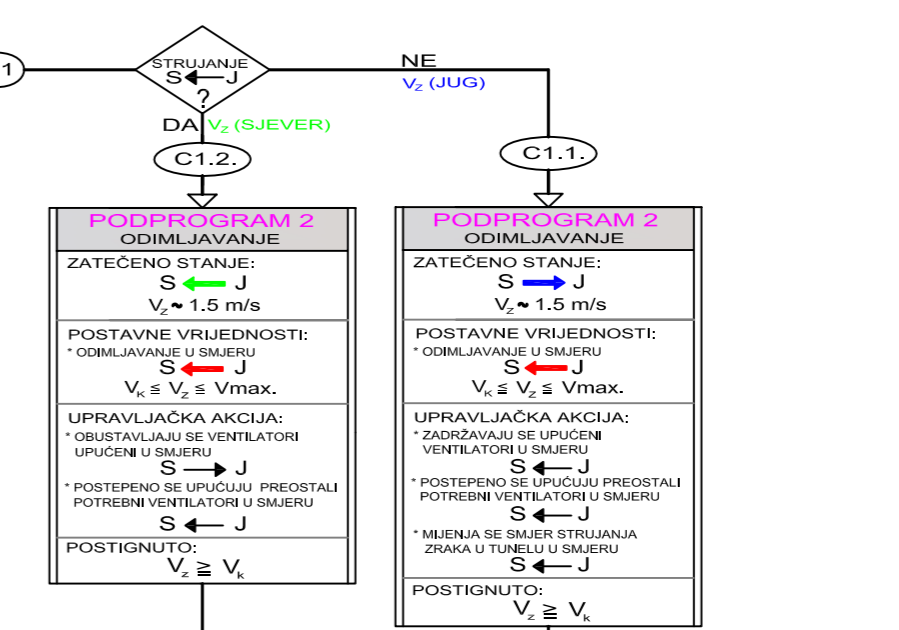 1
STRUJANJE
S ← J
?
NE
Vz (JUG)
DA Vz (SJEVER)
C1.2.
C1.1.
PODPROGRAM 2
ODIMLJAVANJE
ZATEČENO STANJE:
S ← J
Vz ~ 1.5 m/s
POSTAVNE VRIJEDNOSTI:
* ODIMLJAVANJE U SMJERU
S ← J
Vk ≦ Vz ≦ Vmax.
UPRAVLJAČKA AKCIJA:
* OBUSTAVLJAJU SE VENTILATORI
UPUĆENI U SMJERU
S → J
* POSTEPENO SE UPUĆUJU PREOSTALI
POTREBNI VENTILATORI U SMJERU
S ← J
POSTIGNUTO:
Vz ≧ Vk
PODPROGRAM 2
ODIMLJAVANJE
ZATEČENO STANJE:
S → J
Vz ~ 1.5 m/s
POSTAVNE VRIJEDNOSTI:
* ODIMLJAVANJE U SMJERU
S ← J
Vk ≦ Vz ≦ Vmax.
UPRAVLJAČKA AKCIJA:
* ZADRŽAVAJU SE UPUĆENI
VENTILATORI U SMJERU
S ← J
* POSTEPENO SE UPUĆUJU PREOSTALI
POTREBNI VENTILATORI U SMJERU
S ← J
* MIJENJA SE SMJER STRUJANJA
ZRAKA U TUNELU U SMJERU
S ← J
POSTIGNUTO:
Vz ≧ Vk